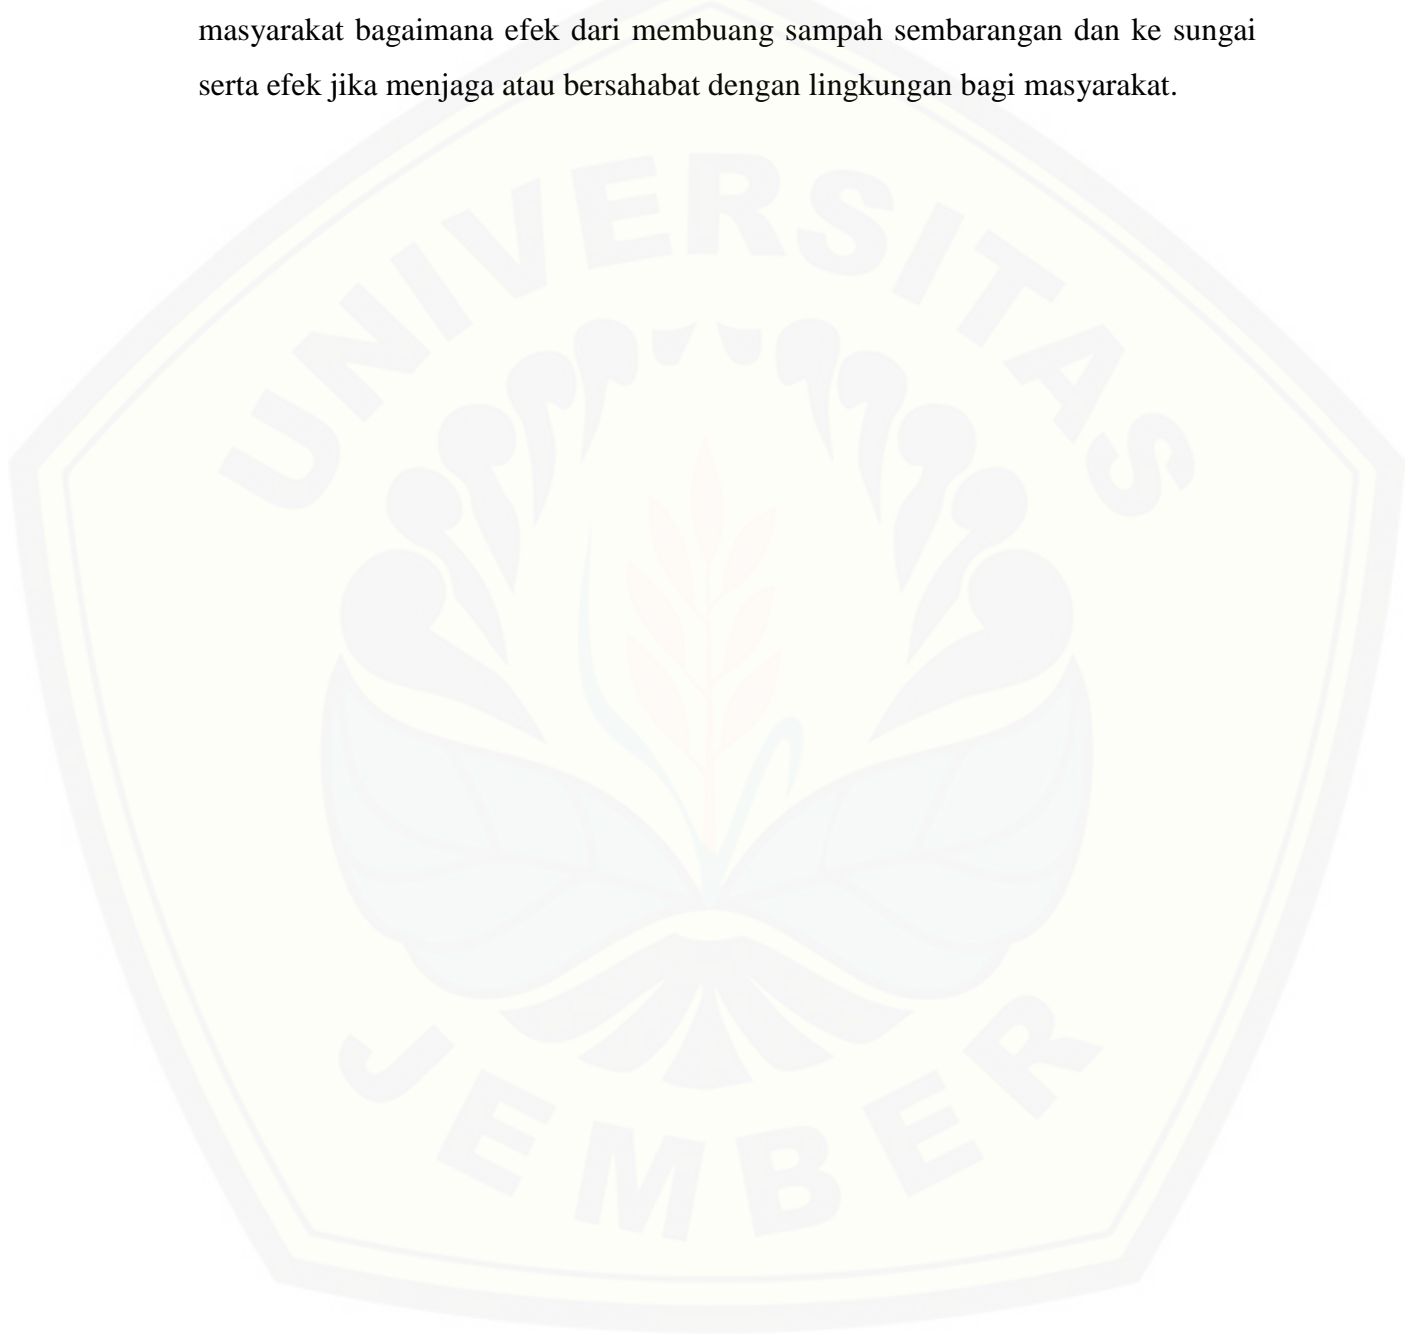 masyarakat bagaimana efek dari membuang sampah sembarangan dan ke sungai
serta efek jika menjaga atau bersahabat dengan lingkungan bagi masyarakat.
UNIVERSITAS
JEMBER